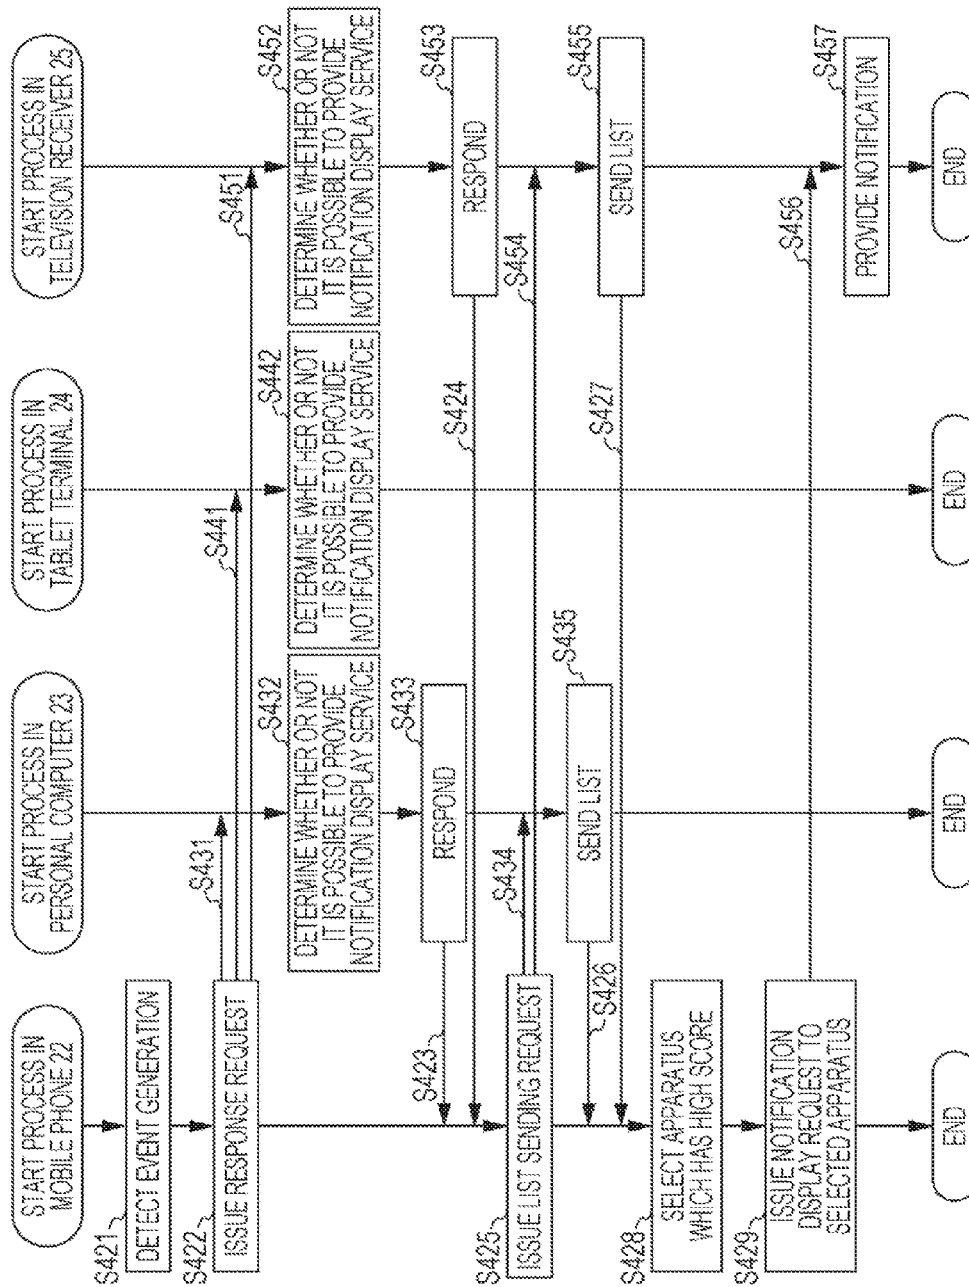 START PROCESS IN
MOBILE PHONE 22
S421
DETECT EVENT GENERATION
S422
ISSUE RESPONSE REQUEST
S423
S424
S425
ISSUE LIST SENDING REQUEST
S426
S427
S428
SELECT APPARATUS
WHICH HAS HIGH SCORE
S429
ISSUE NOTIFICATION
DISPLAY REQUEST TO
SELECTED APPARATUS
END
START PROCESS IN
PERSONAL COMPUTER 23
S431
S432
DETERMINE WHETHER OR NOT
IT IS POSSIBLE TO PROVIDE
NOTIFICATION DISPLAY SERVICE
S433
RESPOND
S434
S435
SEND LIST
END
START PROCESS IN
TABLET TERMINAL 24
S441
S442
DETERMINE WHETHER OR NOT
IT IS POSSIBLE TO PROVIDE
NOTIFICATION DISPLAY SERVICE
END
START PROCESS IN
TELEVISION RECEIVER 25
S451
S452
DETERMINE WHETHER OR NOT
IT IS POSSIBLE TO PROVIDE
NOTIFICATION DISPLAY SERVICE
S453
RESPOND
S454
S455
SEND LIST
S456
S457
PROVIDE NOTIFICATION
END